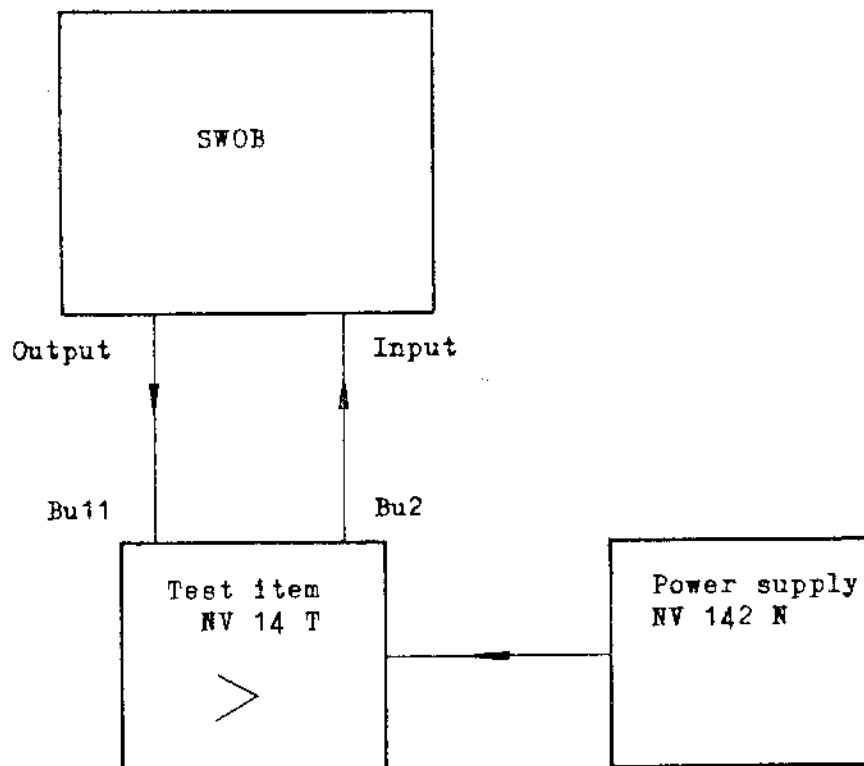 SWOB
Output
Input
Bu11
Bu2
Test item
NV 14 T
Power supply
NV 142 N